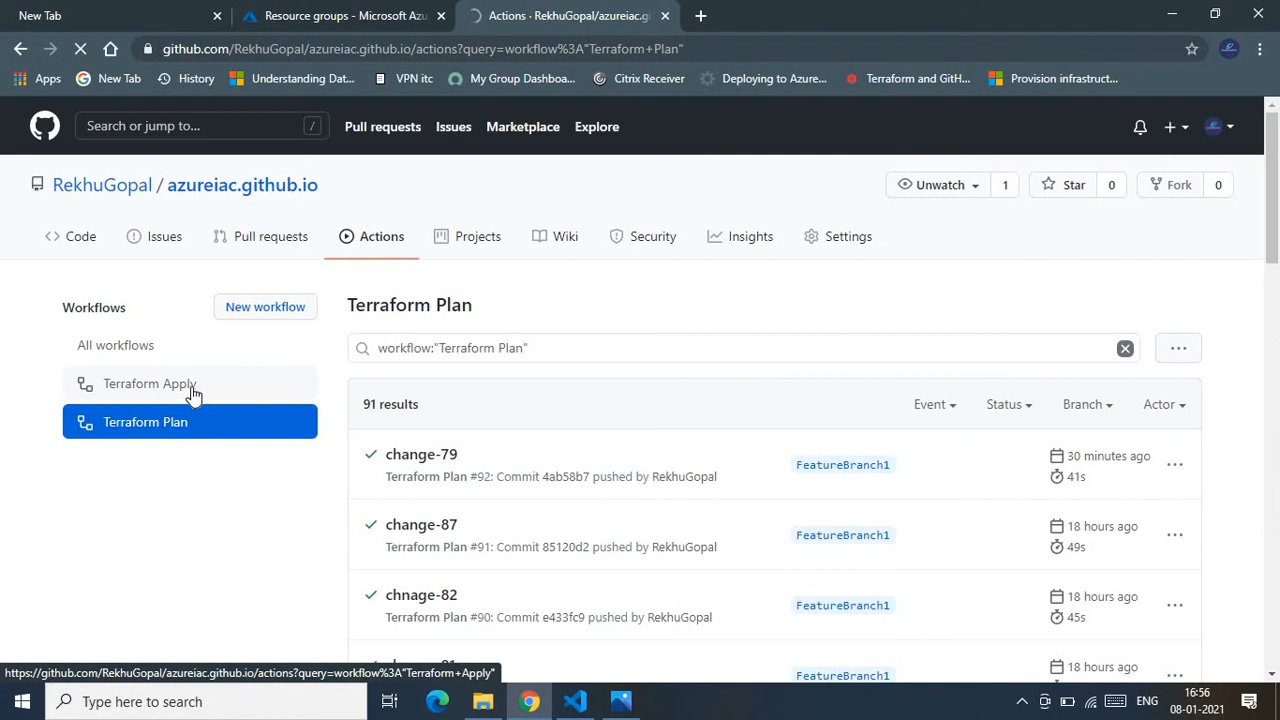 New Tab
Resource groups - Microsoft Azu
Actions · RekhuGopal/azureiac.gi
github.com/RekhuGopal/azureiac.github.io/actions?query=workflow%3A"Terraform+Plan"
Apps
New Tab
History
Understanding Dat...
VPN itc
My Group Dashboa...
Citrix Receiver
Deploying to Azure...
Terraform and GitH...
Provision infrastruct...
Search or jump to...
/
Pull requests
Issues
Marketplace
Explore
RekhuGopal / azureiac.github.io
Unwatch
1
Star
0
Fork
0
Code
Issues
Pull requests
Actions
Projects
Wiki
Security
Insights
Settings
Workflows
New workflow
All workflows
Terraform Apply
Terraform Plan
Terraform Plan
workflow:"Terraform Plan"
91 results
Event
Status
Branch
Actor
change-79
Terraform Plan #92: Commit 4ab58b7 pushed by RekhuGopal
FeatureBranch1
30 minutes ago
41s
change-87
Terraform Plan #91: Commit 85120d2 pushed by RekhuGopal
FeatureBranch1
18 hours ago
49s
chnage-82
Terraform Plan #90: Commit e433fc9 pushed by RekhuGopal
FeatureBranch1
18 hours ago
45s
FeatureBranch1
18 hours ago
https://github.com/RekhuGopal/azureiac.github.io/actions?query=workflow%3A"Terraform+Apply"
Type here to search
ENG
16:56
08-01-2021